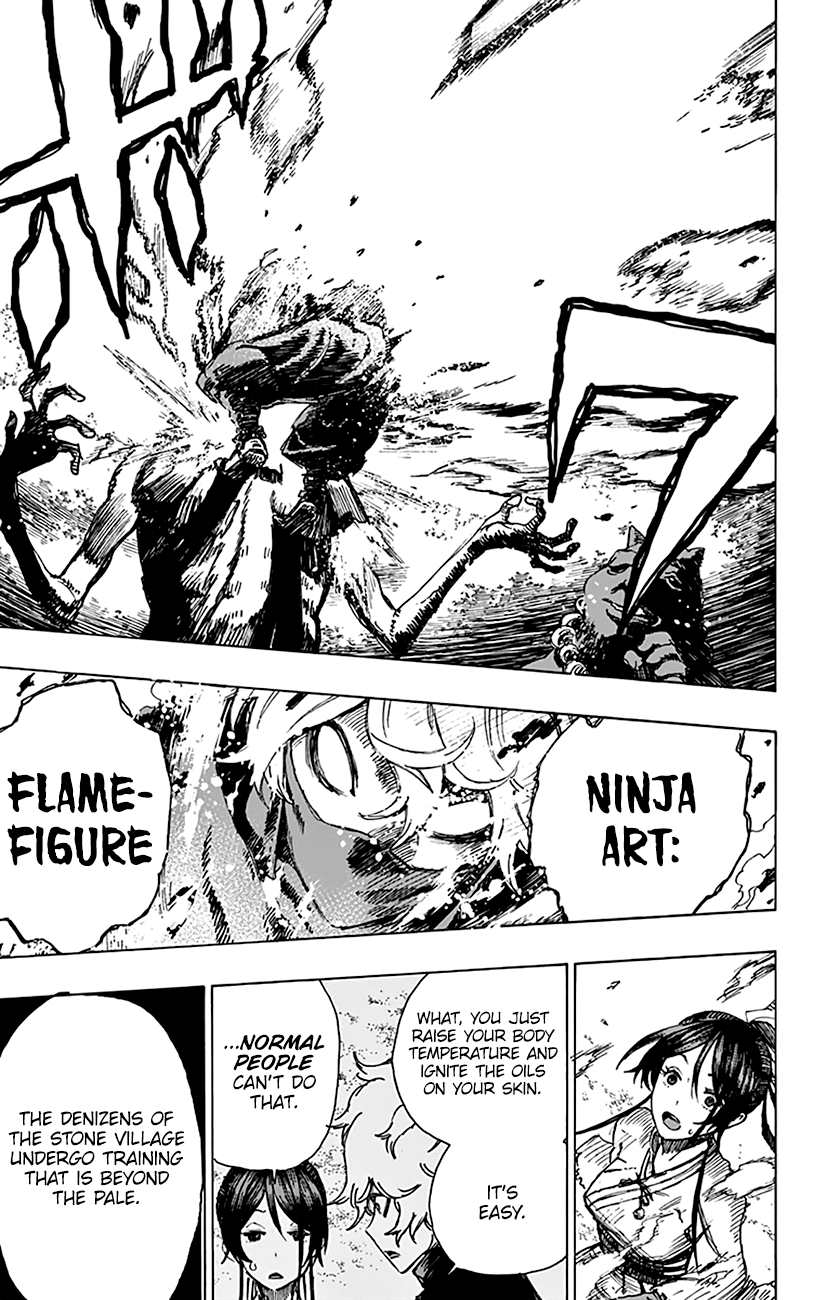 NINJA
ART:
FLAME-
FIGURE
WHAT, YOU JUST
RAISE YOUR BODY
TEMPERATURE AND
IGNITE THE OILS
ON YOUR SKIN.
IT'S
EASY.
...NORMAL
PEOPLE
CAN'T DO
THAT.
THE DENIZENS OF
THE STONE VILLAGE
UNDERGO TRAINING
THAT IS BEYOND
THE PALE.